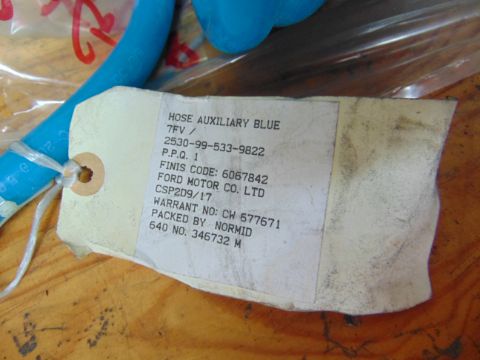 HOSE AUXILIARY BLUE
7FV /
2530-99-533-9822
P.P.Q. 1
FINIS CODE: 6067842
FORD MOTOR CO. LTD
CSP2D9/17
WARRANT NO: CW 677671
PACKED BY NORMID
640 NO. 346732 M